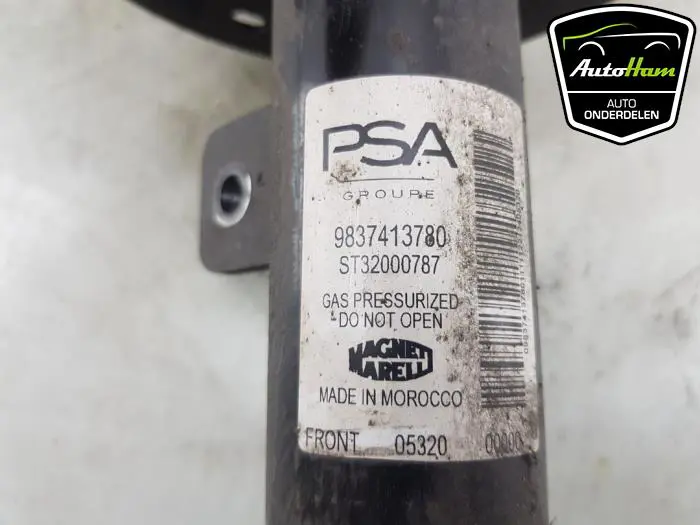 PSA
GROUPE
9837413780
ST32000787
GAS PRESSURIZED
DO NOT OPEN
MAGNETI
MARELLI
MADE IN MOROCCO
FRONT 05320
AutoHam
AUTO
ONDERDELEN